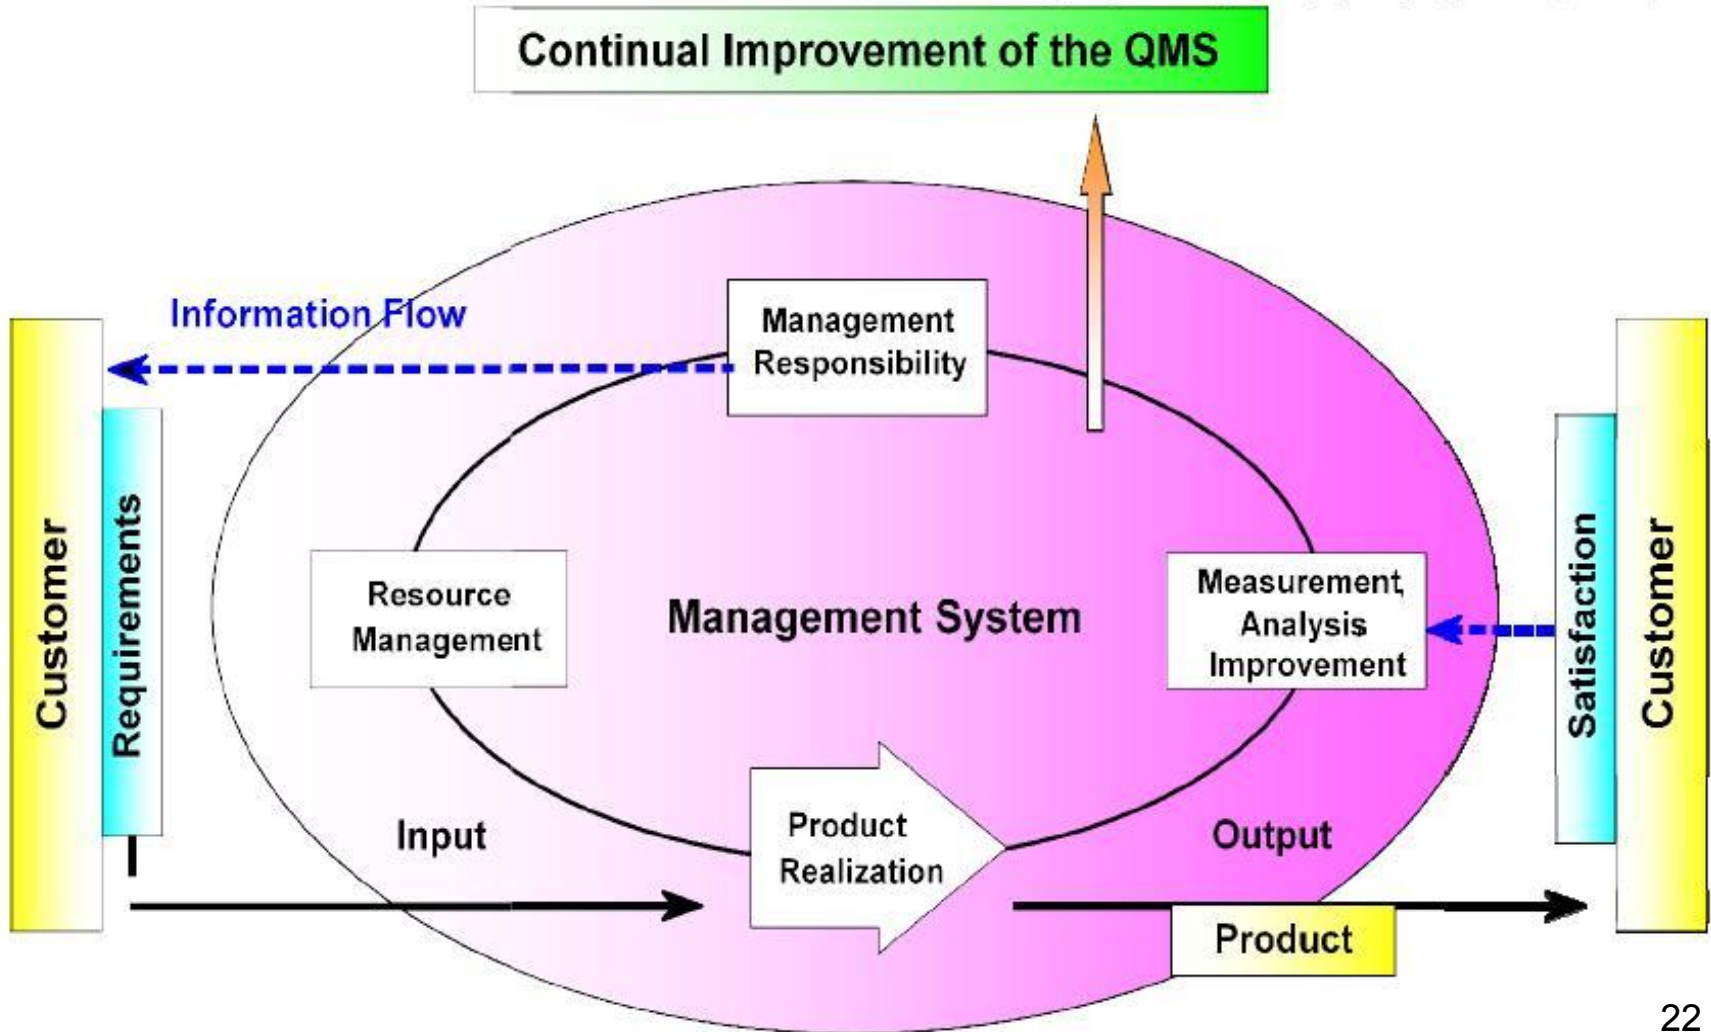 Continual Improvement of the QMS
Information Flow
Management
Responsibility
Customer
Requirements
Resource
Management
Management System
Measurement,
Analysis
Improvement
Satisfaction
Customer
Input
Product
Realization
Output
Product
22